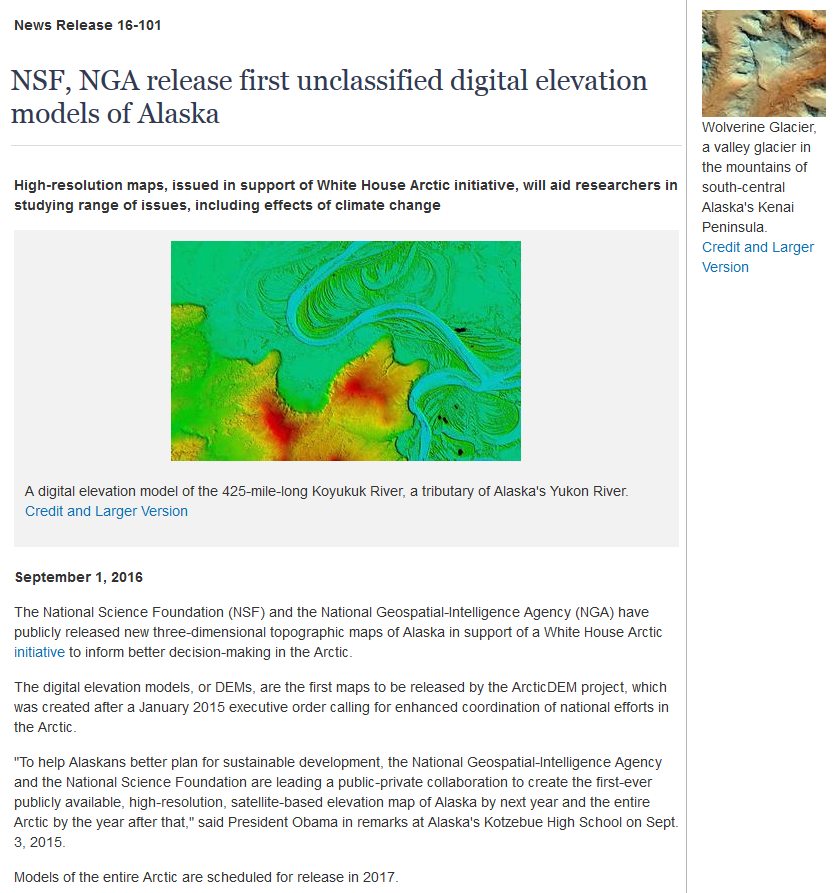 News Release 16-101
NSF, NGA release first unclassified digital elevation
models of Alaska
High-resolution maps, issued in support of White House Arctic initiative, will aid researchers in
studying range of issues, including effects of climate change
A digital elevation model of the 425-mile-long Koyukuk River, a tributary of Alaska's Yukon River.
Credit and Larger Version
September 1, 2016
The National Science Foundation (NSF) and the National Geospatial-Intelligence Agency (NGA) have
publicly released new three-dimensional topographic maps of Alaska in support of a White House Arctic
initiative to inform better decision-making in the Arctic.
The digital elevation models, or DEMs, are the first maps to be released by the ArcticDEM project, which
was created after a January 2015 executive order calling for enhanced coordination of national efforts in
the Arctic.
"To help Alaskans better plan for sustainable development, the National Geospatial-Intelligence Agency
and the National Science Foundation are leading a public-private collaboration to create the first-ever
publicly available, high-resolution, satellite-based elevation map of Alaska by next year and the entire
Arctic by the year after that," said President Obama in remarks at Alaska's Kotzebue High School on Sept.
3, 2015.
Models of the entire Arctic are scheduled for release in 2017.
Wolverine Glacier,
a valley glacier in
the mountains of
south-central
Alaska's Kenai
Peninsula.
Credit and Larger
Version